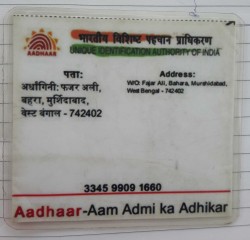 भारतीय विशिष्ट पहचान प्राधिकरण
UNIQUE IDENTIFICATION AUTHORITY OF INDIA
AADHAAR
पता:
अर्धांगिनी: फजर अली,
बहरा, मुर्शिदाबाद,
वेस्ट बंगाल - 742402
Address:
W/O: Fajar Ali, Bahara, Murshidabad,
West Bengal - 742402
3345 9909 1660
Aadhaar-Aam Admi ka Adhikar